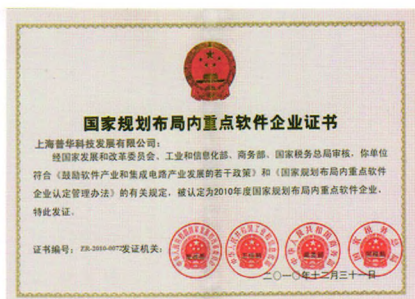 国家规划布局内重点软件企业证书
上海普华科技发展有限公司：
经国家发展和改革委员会、工业和信息化部、商务部、国家税务总局审核，你单位
符合《鼓励软件产业和集成电路产业发展的若干政策》和《国家规划布局内重点软件
企业认定管理办法》的有关规定，被认定为2010年度国家规划布局内重点软件企业，
特此发证。
证书编号：ZR-2010-0072发证机关：
二〇一〇年十二月三十一日